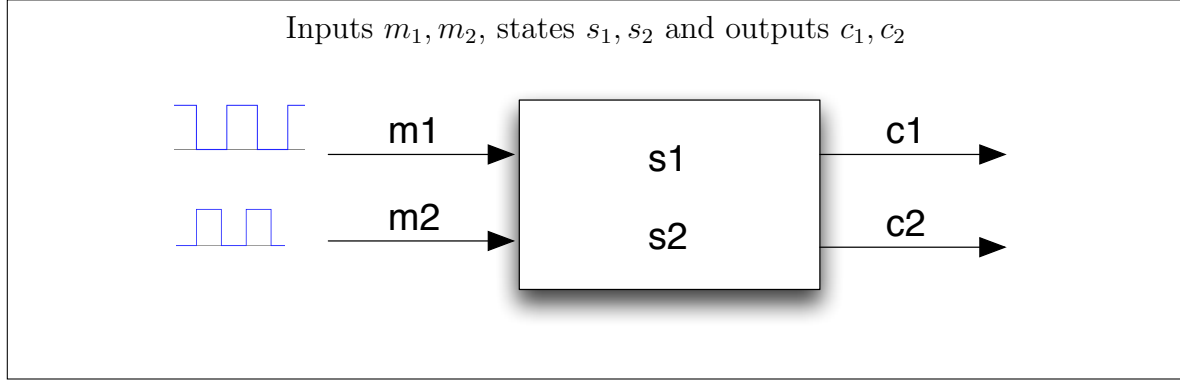 Inputs m₁, m₂, states s₁, s₂ and outputs c₁, c₂
m1
s1
c1
m2
s2
c2